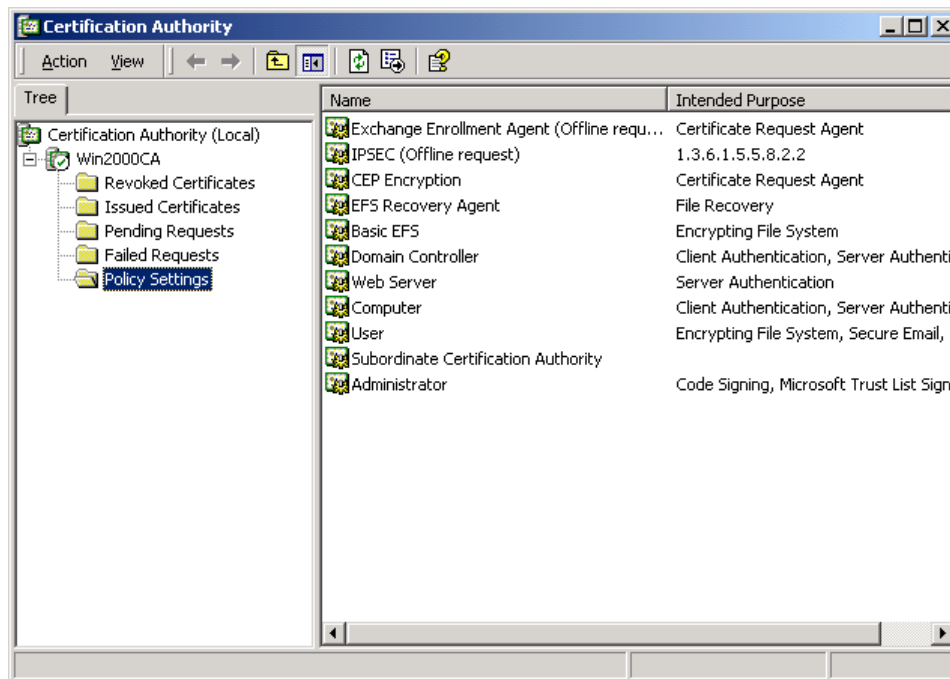 Certification Authority
Action View
Tree
Certification Authority (Local)
Win2000CA
Revoked Certificates
Issued Certificates
Pending Requests
Failed Requests
Policy Settings
Name Intended Purpose
Exchange Enrollment Agent (Offline requ... Certificate Request Agent
IPSEC (Offline request) 1.3.6.1.5.5.8.2.2
CEP Encryption Certificate Request Agent
EFS Recovery Agent File Recovery
Basic EFS Encrypting File System
Domain Controller Client Authentication, Server Authenti
Web Server Server Authentication
Computer Client Authentication, Server Authenti
User Encrypting File System, Secure Email,
Subordinate Certification Authority
Administrator Code Signing, Microsoft Trust List Sign